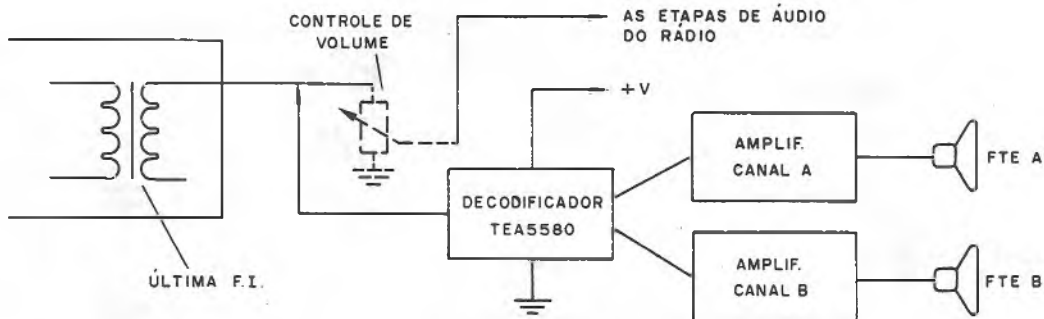 CONTROLE DE
VOLUME
AS ETAPAS DE ÁUDIO
DO RÁDIO
+V
AMPLIF.
CANAL A
FTE A
DECODIFICADOR
TEA5580
ÚLTIMA F.I.
AMPLIF.
CANAL B
FTE B